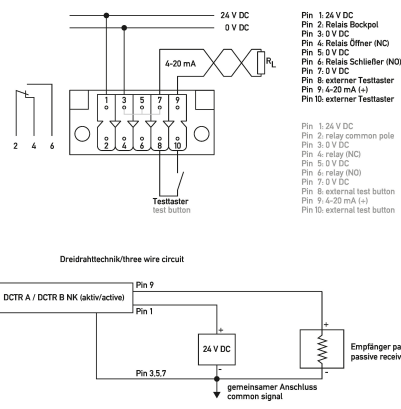 24 V DC
0 V DC
4-20 mA
RL
1 3 5 7 9
2 4 6 8 10
2 4 6
Testtaster
test button
Pin 1: 24 V DC
Pin 2: Relais Bockpol
Pin 3: 0 V DC
Pin 4: Relais Öffner (NC)
Pin 5: 0 V DC
Pin 6: Relais Schließer (NO)
Pin 7: 0 V DC
Pin 8: externer Testtaster
Pin 9: 4-20 mA (+)
Pin 10: externer Testtaster
Pin 1: 24 V DC
Pin 2: relay common pole
Pin 3: 0 V DC
Pin 4: relay (NC)
Pin 5: 0 V DC
Pin 6: relay (NO)
Pin 7: 0 V DC
Pin 8: external test button
Pin 9: 4-20 mA (+)
Pin 10: external test button
Dreidrahttechnik/three wire circuit
DCTR A / DCTR B NK (aktiv/active)
Pin 9
Pin 1
+
24 V DC
-
+
-
Empfänger pa
passive receiv
Pin 3,5,7
gemeinsamer Anschluss
common signal